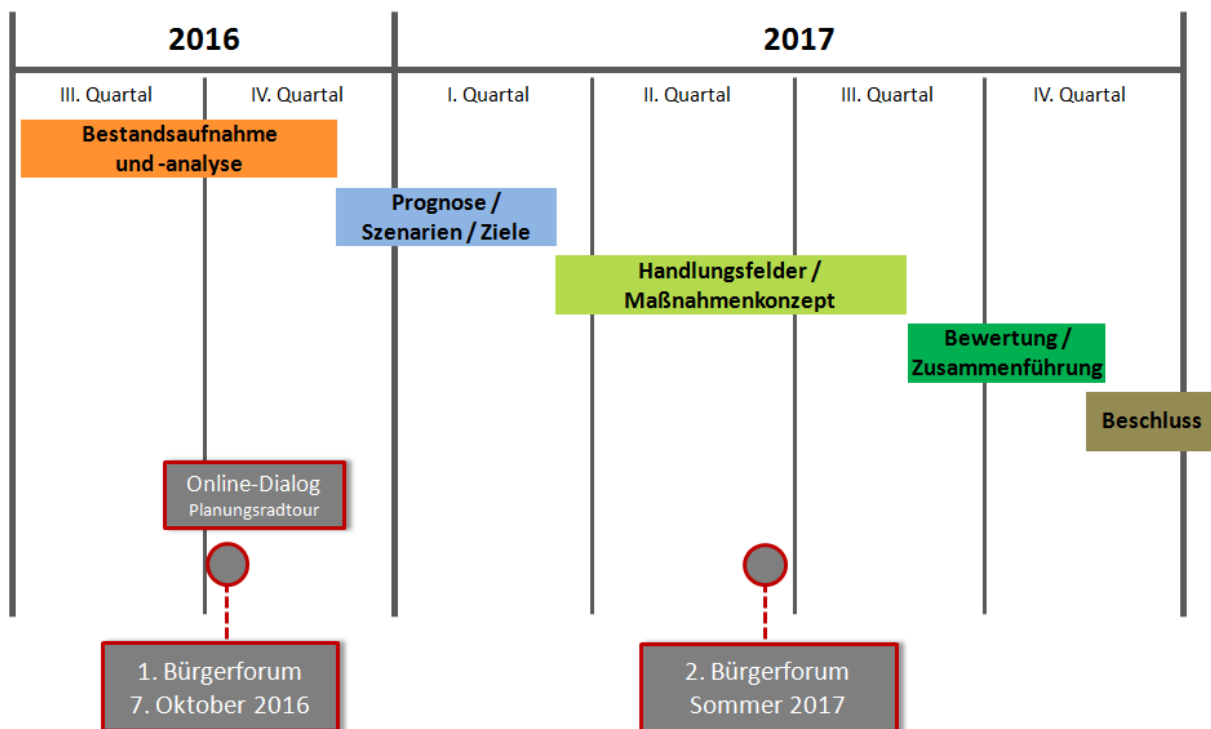 2016
2017
III. Quartal
IV. Quartal
I. Quartal
II. Quartal
III. Quartal
IV. Quartal
Bestandsaufnahme
und -analyse
Prognose /
Szenarien / Ziele
Handlungsfelder /
Maßnahmenkonzept
Bewertung /
Zusammenführung
Beschluss
Online-Dialog
Planungsradtour
1. Bürgerforum
7. Oktober 2016
2. Bürgerforum
Sommer 2017